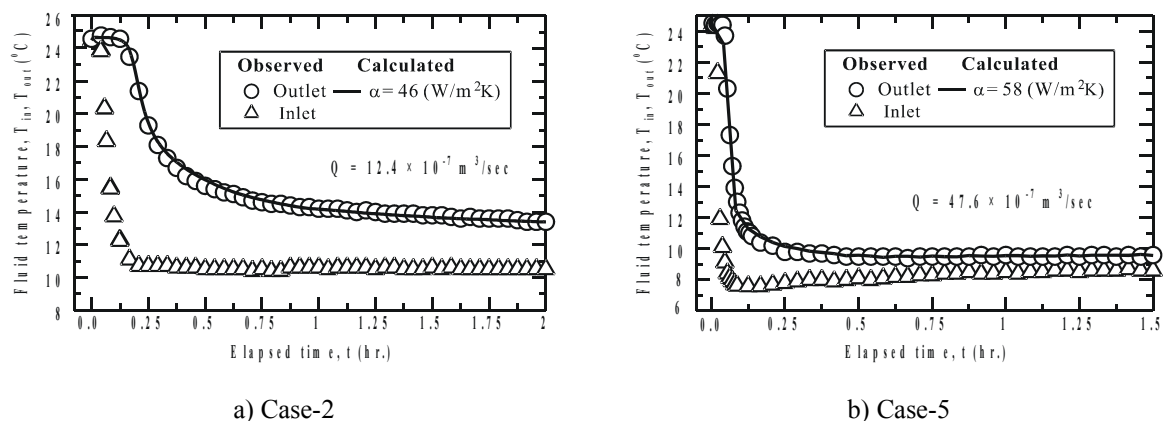 Fluid temperature, T_in, T_out (⁰C)
26
24
22
20
18
16
14
12
10
8
Observed Calculated
Outlet α= 46 (W/m²K)
Inlet
Q = 12.4 × 10⁻⁷ m³/sec
0.0 0.25 0.5 0.75 1 1.25 1.5 1.75 2
Elapsed time, t (hr.)
a) Case-2
Fluid temperature, T_in, T_out (⁰C)
24
22
20
18
16
14
12
10
8
6
Observed Calculated
Outlet α= 58 (W/m²K)
Inlet
Q = 47.6 × 10⁻⁷ m³/sec
0.0 0.25 0.5 0.75 1 1.25 1.5
Elapsed time, t (hr.)
b) Case-5